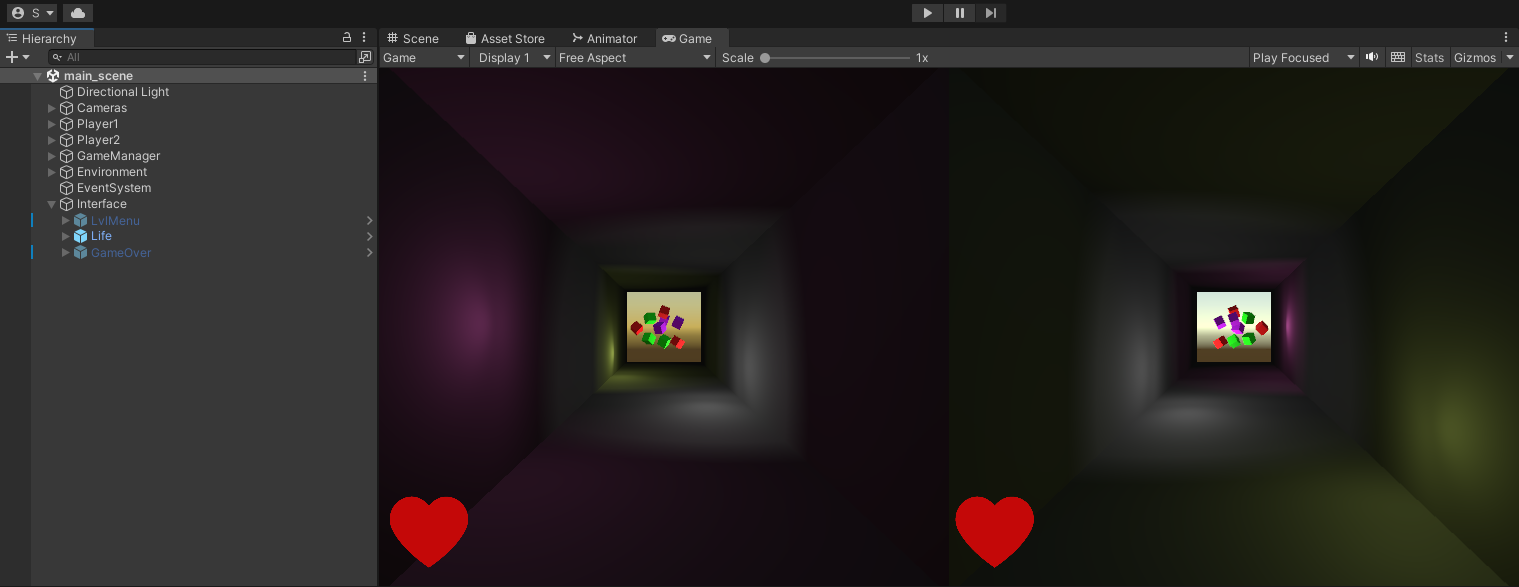 S
Hierarchy
Scene
Asset Store
Animator
Game
All
Game
Display 1
Free Aspect
Scale
1x
Play Focused
Stats
Gizmos
main_scene
Directional Light
Cameras
Player1
Player2
GameManager
Environment
EventSystem
Interface
LvlMenu
Life
GameOver